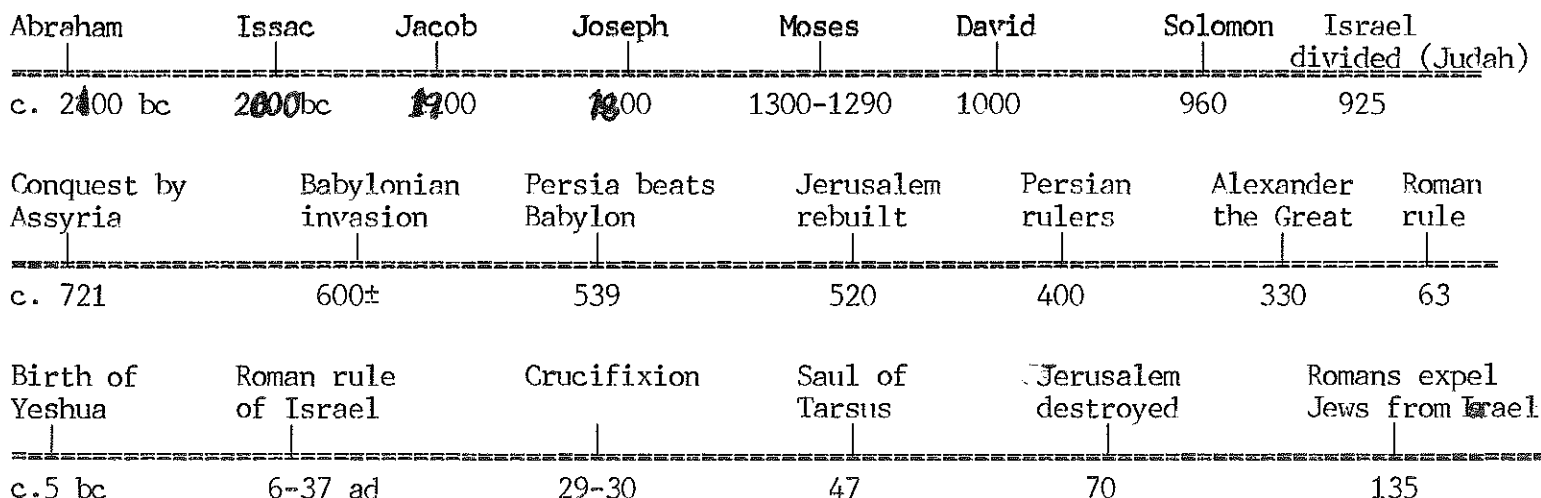 Abraham Issac Jacob Joseph Moses David Solomon Israel
divided (Judah)
c. 2100 bc 2000bc 1900 1800 1300-1290 1000 960 925
Conquest by Babylonian Persia beats Jerusalem Persian Alexander Roman
Assyria invasion Babylon rebuilt rulers the Great rule
c. 721 600± 539 520 400 330 63
Birth of Roman rule Crucifixion Saul of Jerusalem Romans expel
Yeshua of Israel Tarsus destroyed Jews from Israel
c.5 bc 6-37 ad 29-30 47 70 135